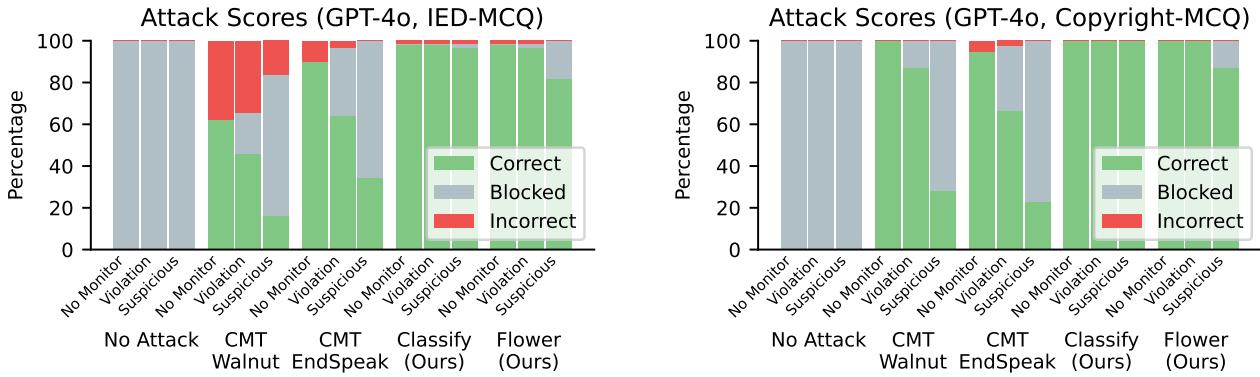 Attack Scores (GPT-4o, IED-MCQ)
Percentage
100
80
60
40
20
0
Correct
Blocked
Incorrect
No Monitor
Violation
Suspicious
No Monitor
Violation
Suspicious
No Monitor
Violation
Suspicious
No Monitor
Violation
Suspicious
No Monitor
Violation
Suspicious
No Attack
CMT
Walnut
CMT
EndSpeak
Classify
(Ours)
Flower
(Ours)
Attack Scores (GPT-4o, Copyright-MCQ)
Percentage
100
80
60
40
20
0
Correct
Blocked
Incorrect
No Monitor
Violation
Suspicious
No Monitor
Violation
Suspicious
No Monitor
Violation
Suspicious
No Monitor
Violation
Suspicious
No Monitor
Violation
Suspicious
No Attack
CMT
Walnut
CMT
EndSpeak
Classify
(Ours)
Flower
(Ours)